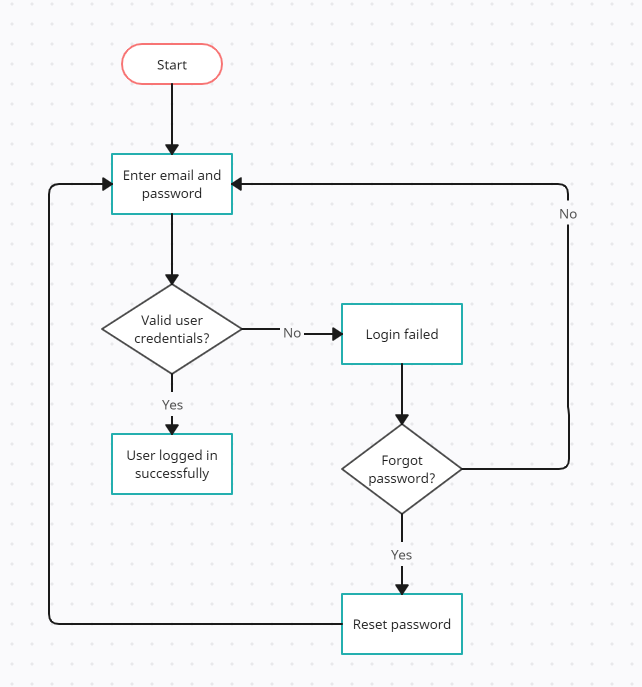 Start
Enter email and
password
No
Valid user
credentials?
No
Login failed
Yes
User logged in
successfully
Forgot
password?
Yes
Reset password